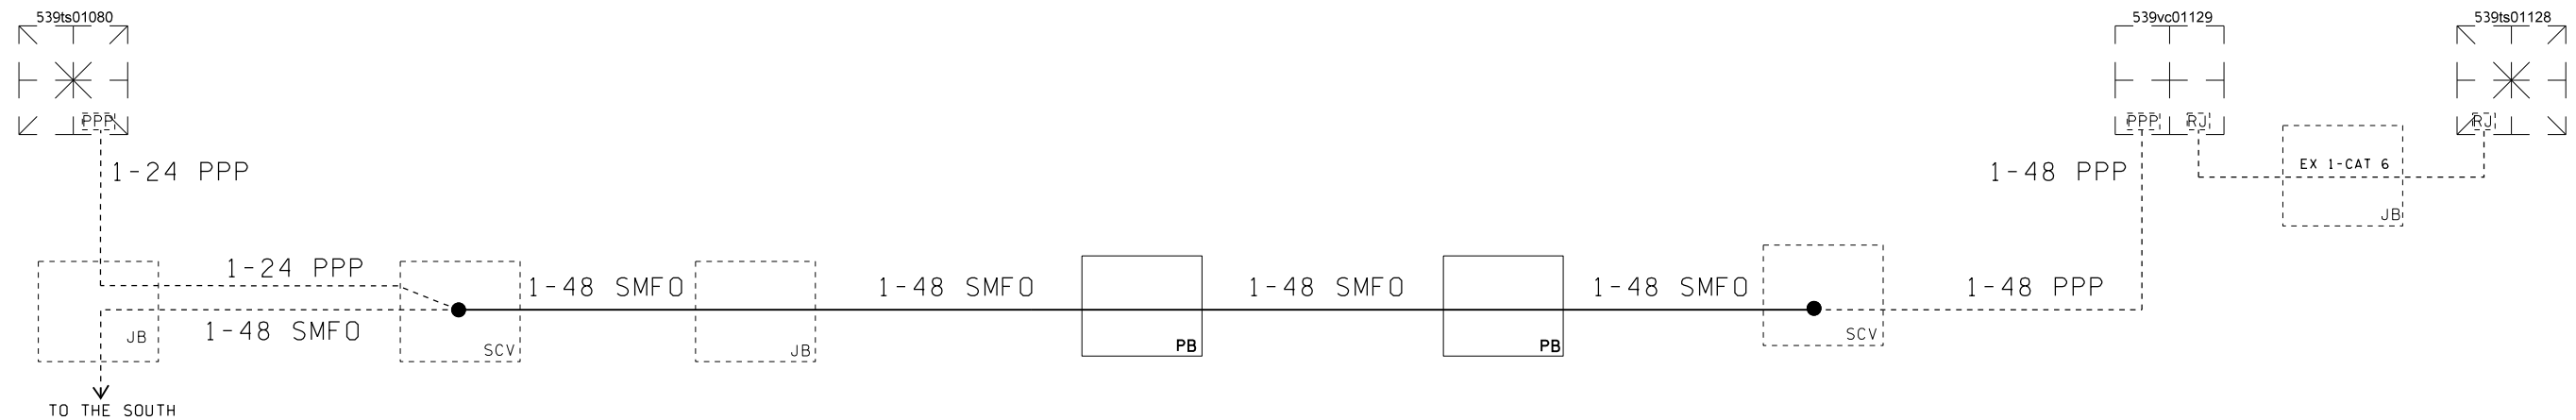 539ts01080
539vc01129
539ts01128
PPP
PPP
RJ
RJ
1-24 PPP
1-48 PPP
EX 1-CAT 6
JB
1-24 PPP
1-48 SMFO
1-48 SMFO
1-48 SMFO
1-48 SMFO
1-48 PPP
1-48 SMFO
JB
SCV
JB
PB
PB
SCV
TO THE SOUTH